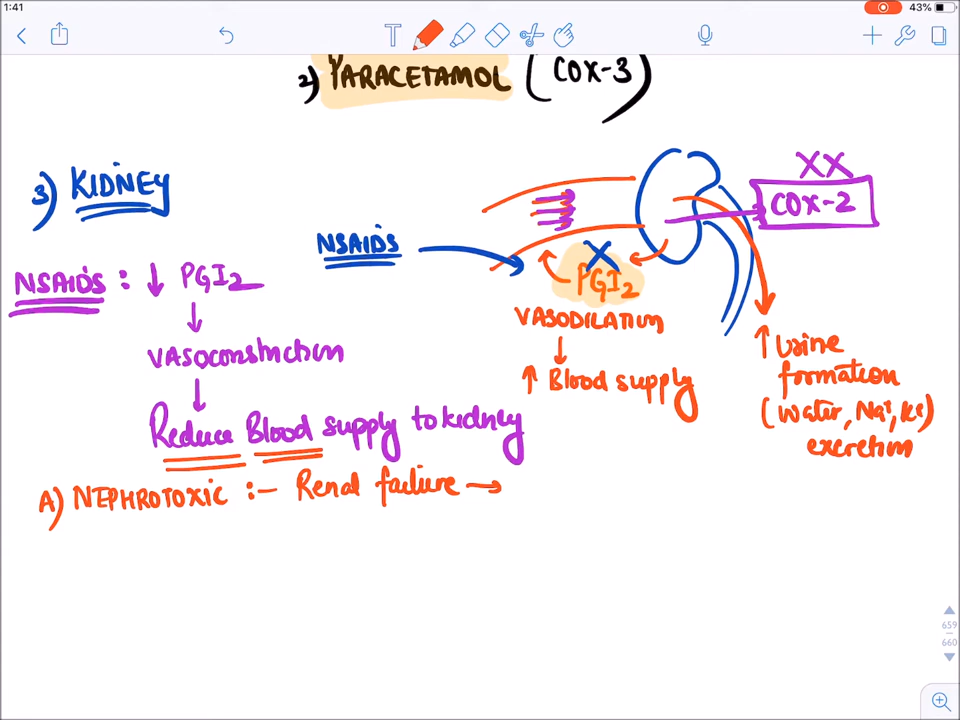 1:41
43%
T
2) PARACETAMOL (COX-3)
3) KIDNEY
XX
COX-2
NSAIDS
X
PGI2
VASODILATION
↓
↑ Blood supply
↑ Urine
formation
(water, Na+, K+)
excretion
NSAIDS : ↓ PGI2
↓
VASOCONSTRICTION
↓
Reduce Blood supply to kidney
A) NEPHROTOXIC :- Renal failure →
659
660